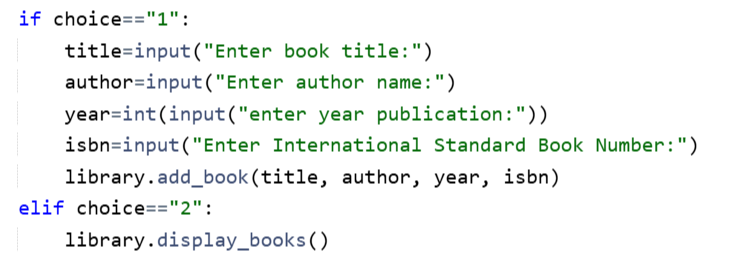 if choice=="1":
    title=input("Enter book title:")
    author=input("Enter author name:")
    year=int(input("enter year publication:"))
    isbn=input("Enter International Standard Book Number:")
    library.add_book(title, author, year, isbn)
elif choice=="2":
    library.display_books()